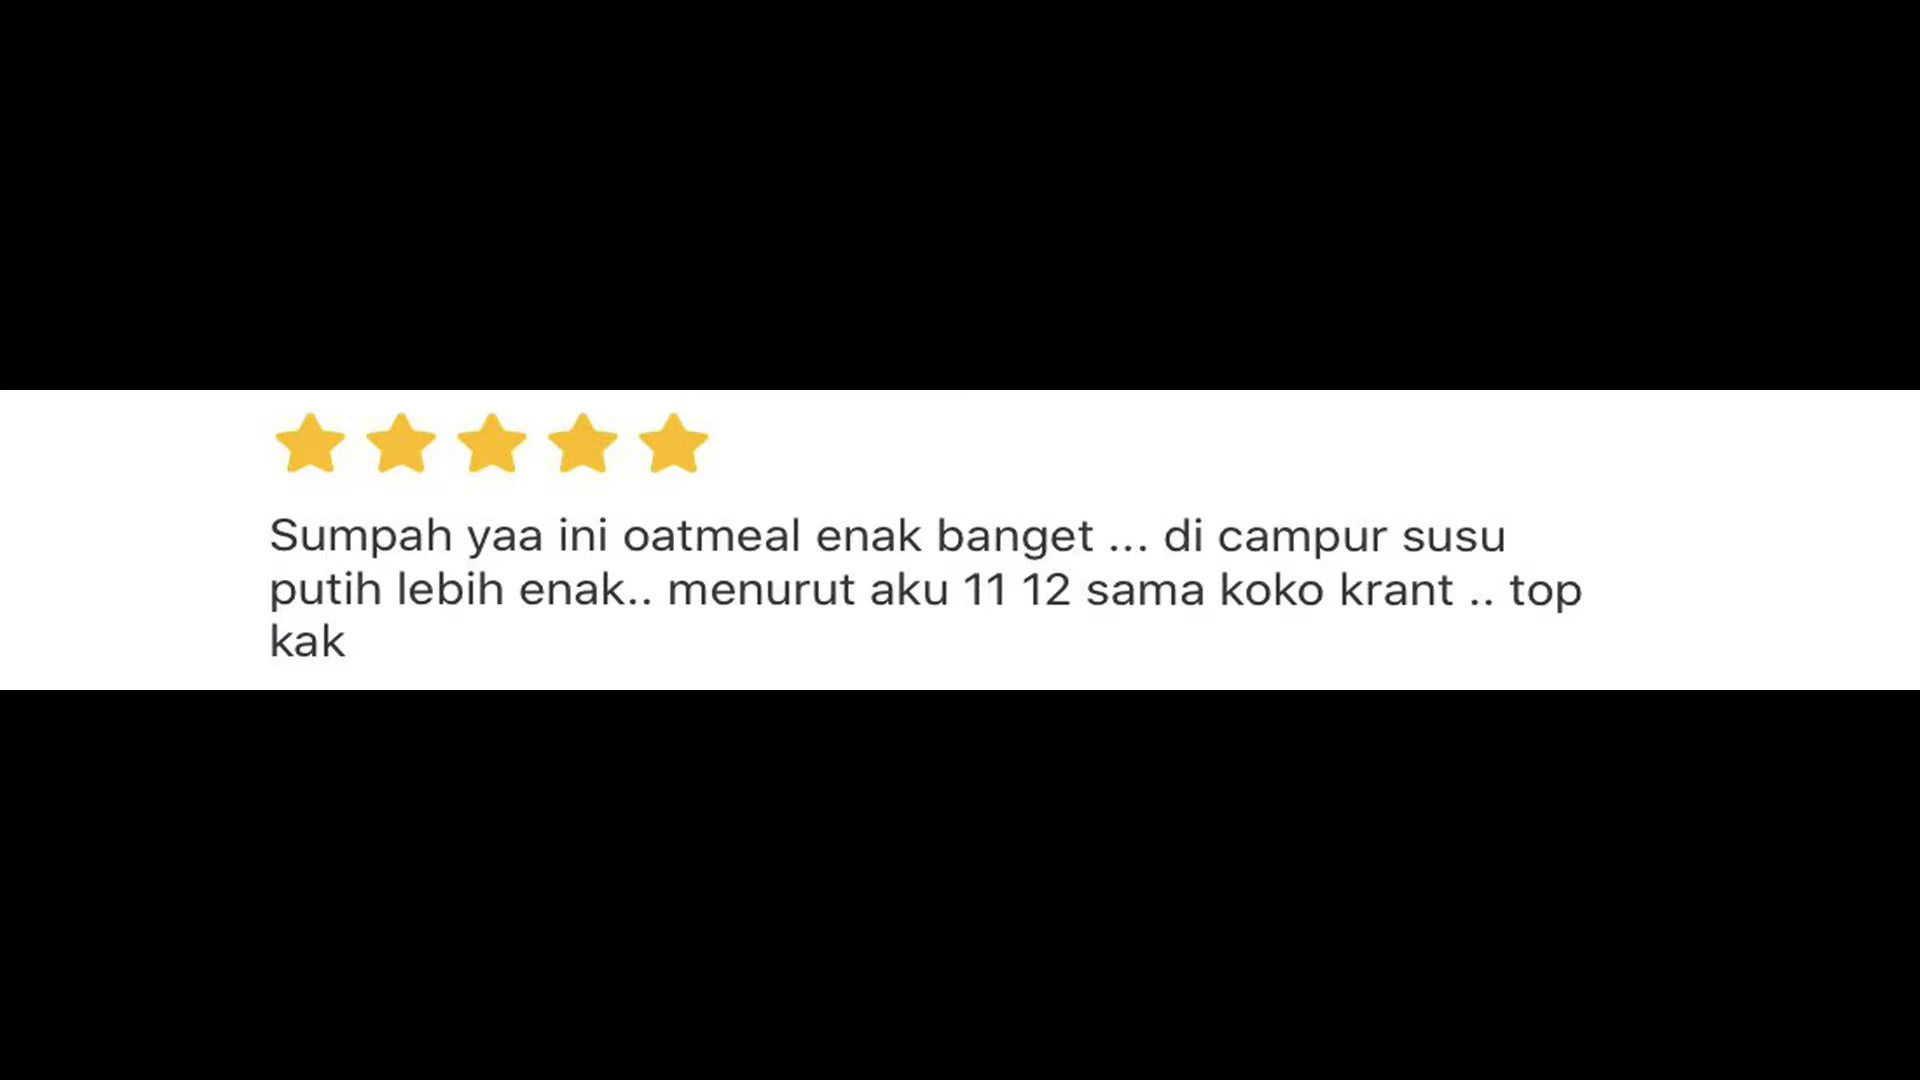 Sumpah yaa ini oatmeal enak banget ... di campur susu
putih lebih enak.. menurut aku 11 12 sama koko krant .. top
kak